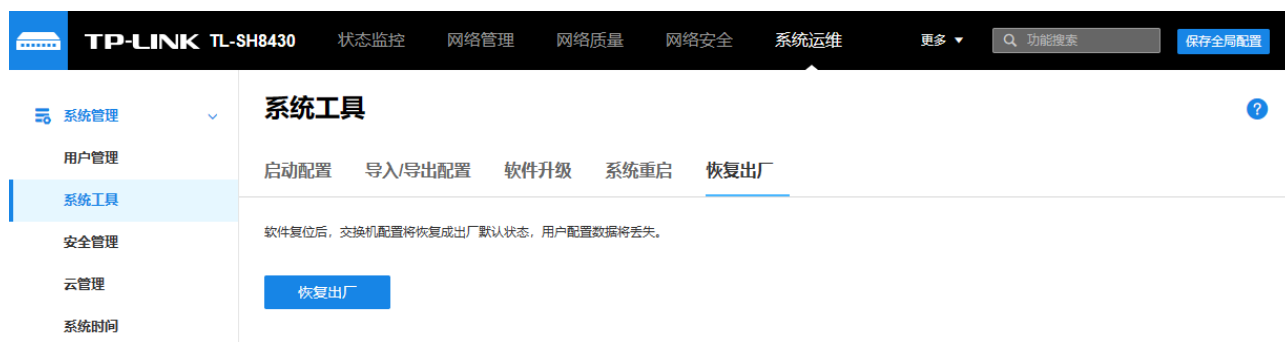 TP-LINK TL-SH8430 状态监控 网络管理 网络质量 网络安全 系统运维 更多 功能搜索 保存全局配置
系统管理
用户管理
系统工具
安全管理
云管理
系统时间
系统工具
启动配置 导入/导出配置 软件升级 系统重启 恢复出厂
软件复位后，交换机配置将恢复成出厂默认状态，用户配置数据将丢失。
恢复出厂